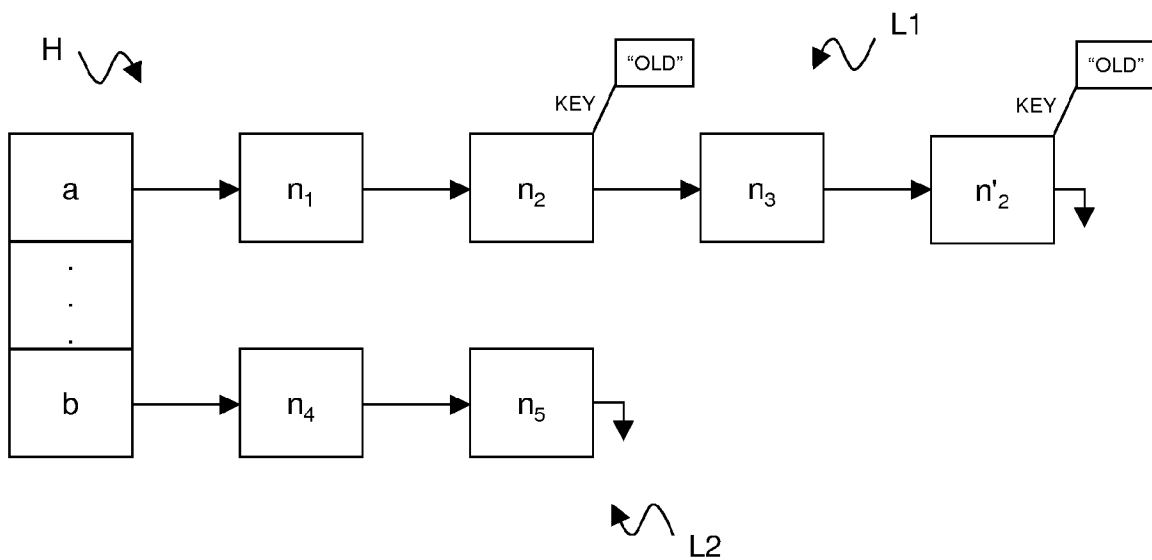 H
L1
"OLD"
"OLD"
KEY
KEY
a
n₁
n₂
n₃
n'₂
.
.
.
b
n₄
n₅
L2